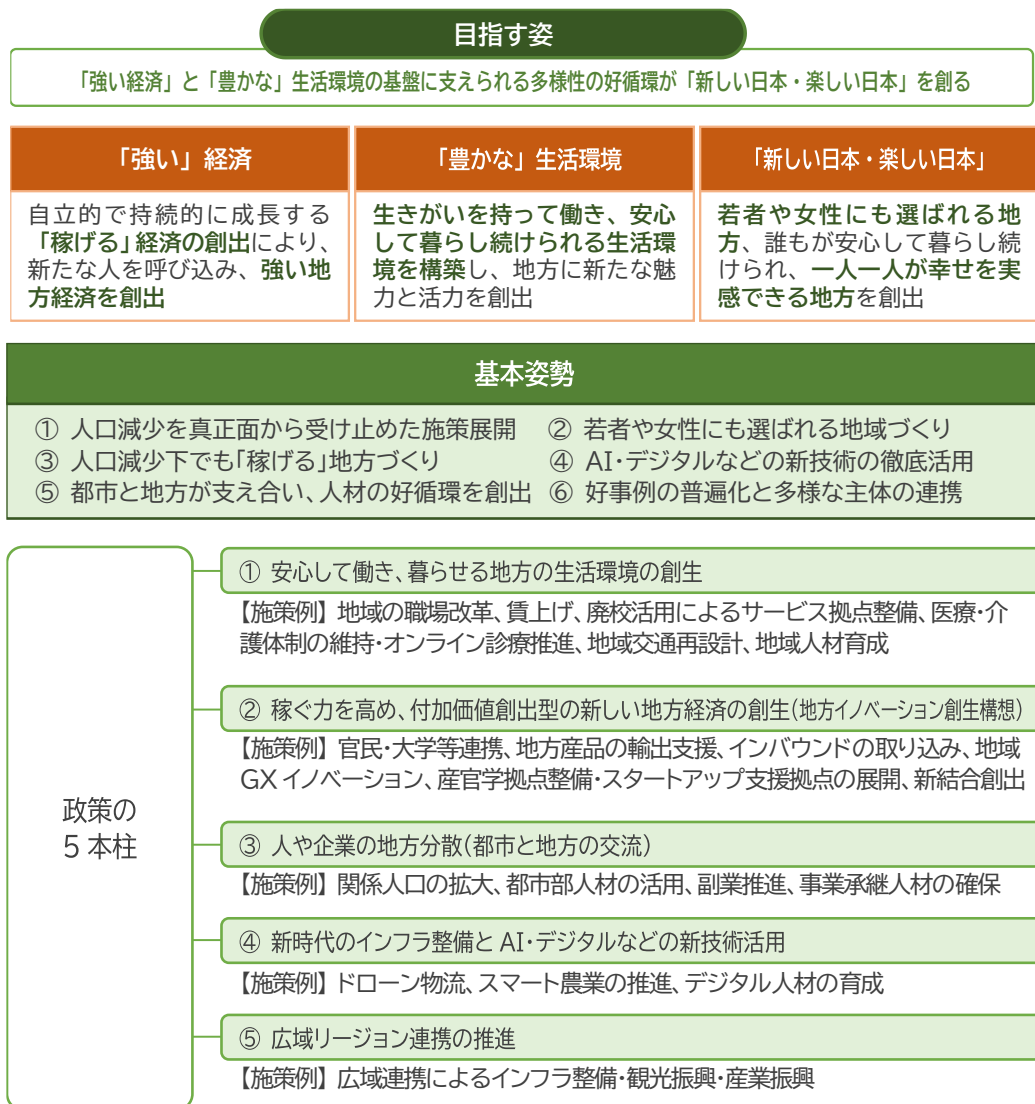 目指す姿
「強い経済」と「豊かな」生活環境の基盤に支えられる多様性の好循環が「新しい日本・楽しい日本」を創る
「強い」経済
自立的で持続的に成長する
「稼げる」経済の創出により、
新たな人を呼び込み、強い地
方経済を創出
「豊かな」生活環境
生きがいを持って働き、安心
して暮らし続けられる生活環
境を構築し、地方に新たな魅
力と活力を創出
「新しい日本・楽しい日本」
若者や女性にも選ばれる地
方、誰もが安心して暮らし続
けられ、一人一人が幸せを実
感できる地方を創出
基本姿勢
① 人口減少を真正面から受け止めた施策展開 ② 若者や女性にも選ばれる地域づくり
③ 人口減少下でも「稼げる」地方づくり ④ AI・デジタルなどの新技術の徹底活用
⑤ 都市と地方が支え合い、人材の好循環を創出 ⑥ 好事例の普遍化と多様な主体の連携
政策の
5 本柱
① 安心して働き、暮らせる地方の生活環境の創生
【施策例】 地域の職場改革、賃上げ、廃校活用によるサービス拠点整備、医療・介
護体制の維持・オンライン診療推進、地域交通再設計、地域人材育成
② 稼ぐ力を高め、付加価値創出型の新しい地方経済の創生(地方イノベーション創生構想)
【施策例】 官民・大学等連携、地方産品の輸出支援、インバウンドの取り込み、地域
GX イノベーション、産官学拠点整備・スタートアップ支援拠点の展開、新結合創出
③ 人や企業の地方分散(都市と地方の交流)
【施策例】 関係人口の拡大、都市部人材の活用、副業推進、事業承継人材の確保
④ 新時代のインフラ整備と AI・デジタルなどの新技術活用
【施策例】 ドローン物流、スマート農業の推進、デジタル人材の育成
⑤ 広域リージョン連携の推進
【施策例】 広域連携によるインフラ整備・観光振興・産業振興